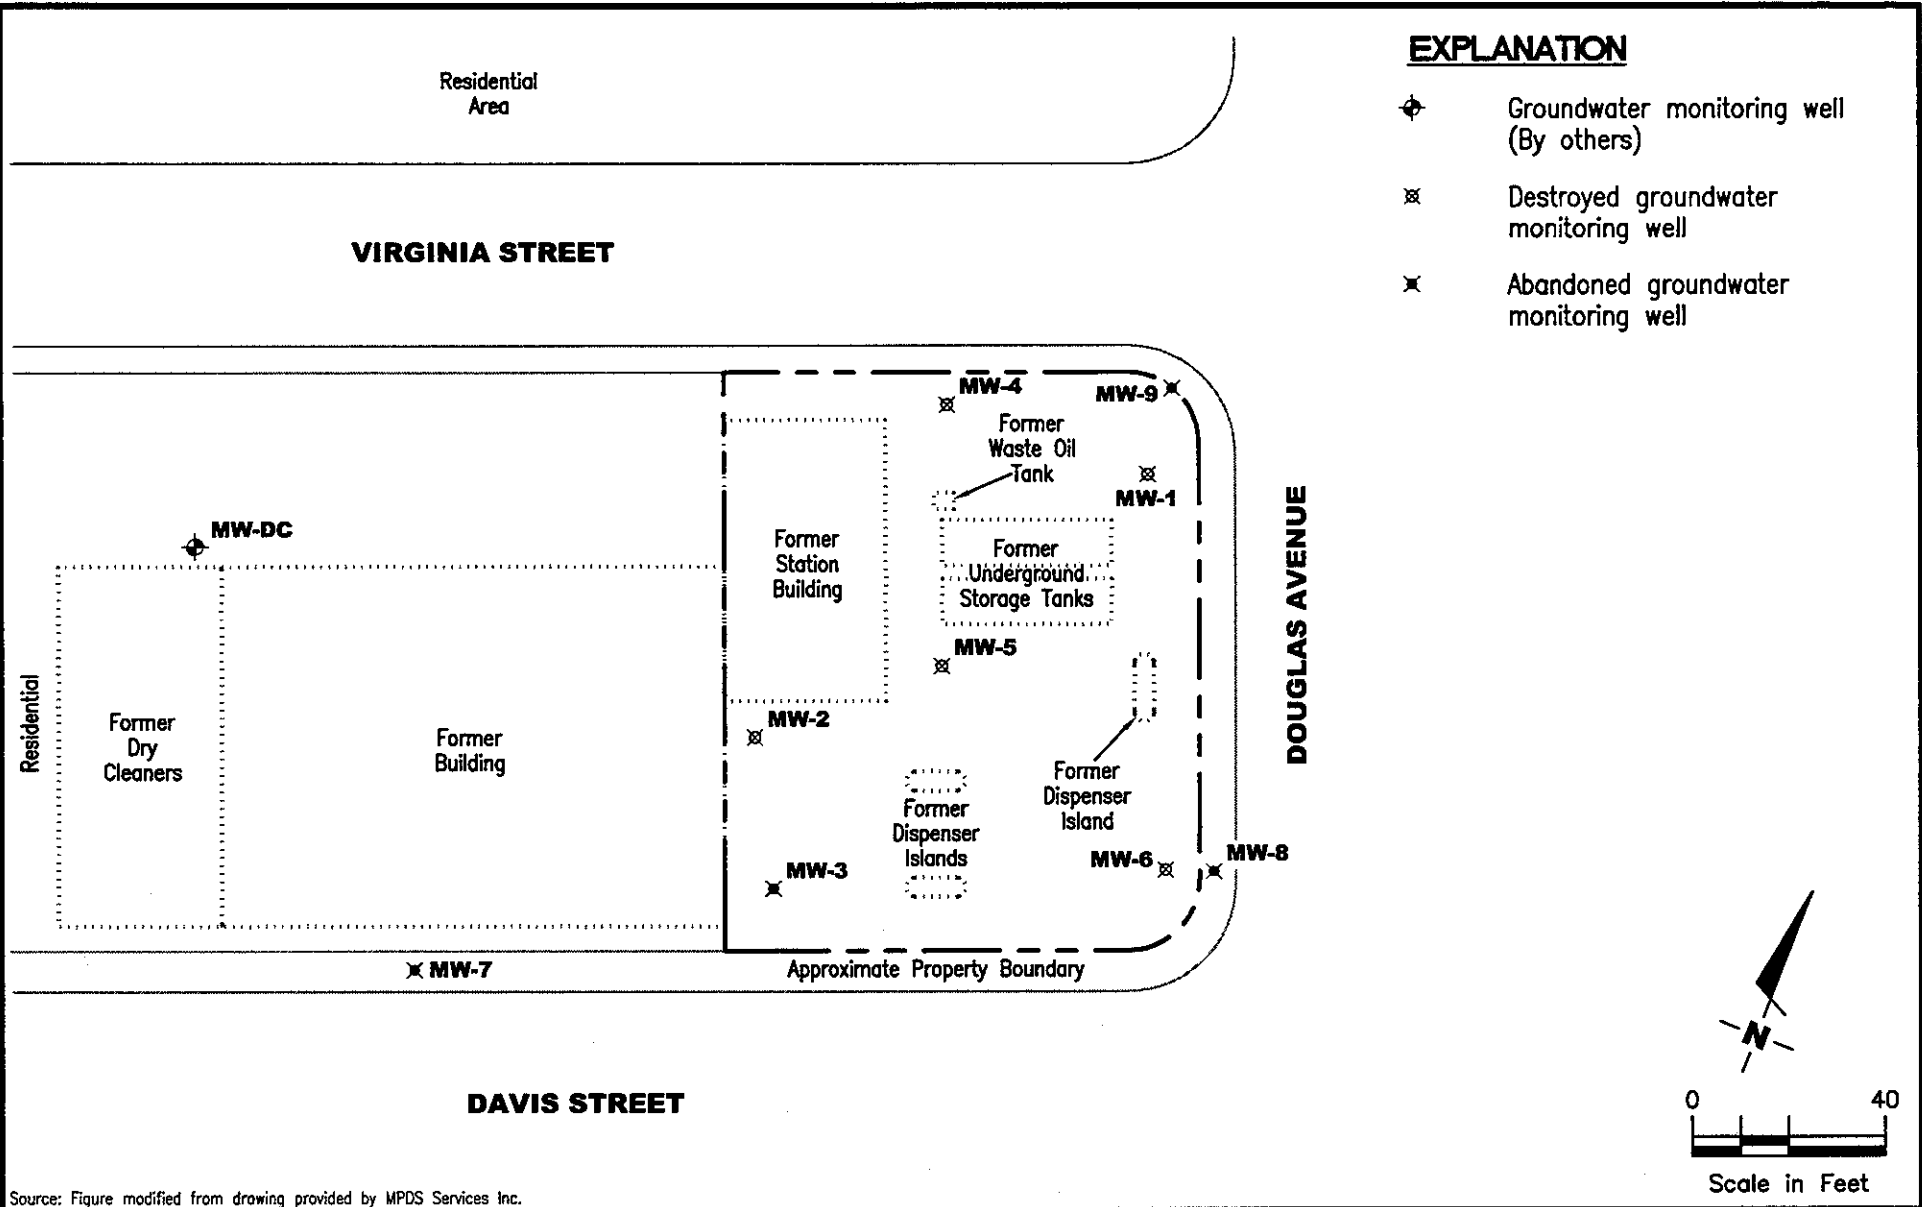 EXPLANATION
Groundwater monitoring well
(By others)
Destroyed groundwater
monitoring well
Abandoned groundwater
monitoring well
Residential
Area
VIRGINIA STREET
MW-4
MW-9
Former
Waste Oil
Tank
MW-1
MW-DC
Former
Station
Building
Former
Underground
Storage Tanks
DOUGLAS AVENUE
MW-5
MW-2
Residential
Former
Dry
Cleaners
Former
Building
Former
Dispenser
Islands
Former
Dispenser
Island
MW-6
MW-8
MW-3
MW-7
Approximate Property Boundary
DAVIS STREET
N
0 40
Scale in Feet
Source: Figure modified from drawing provided by MPDS Services Inc.